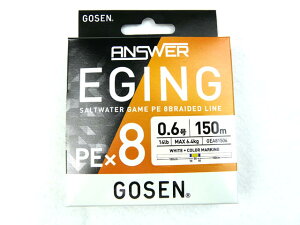 GOSEN
ANSWER
EGING
SALTWATER GAME PE 8BRAIDED LINE
PE×8
0.6号 150m
14lb MAX 6.4kg GEA81506
WHITE + COLOR MARKING
GOSEN®